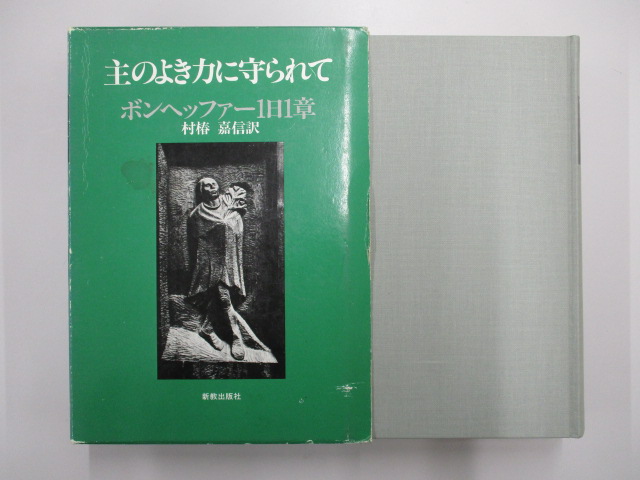 主のよき力に守られて
ボンヘッファー1日1章
村椿 嘉信訳
新教出版社